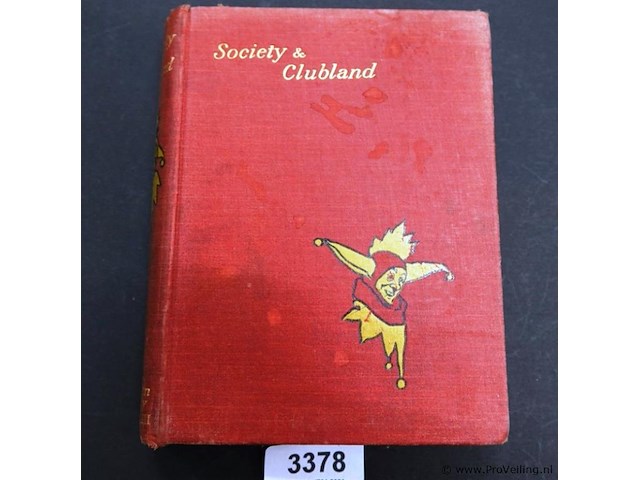 Society &
Clubland
3378
© www.ProVeiling.nl